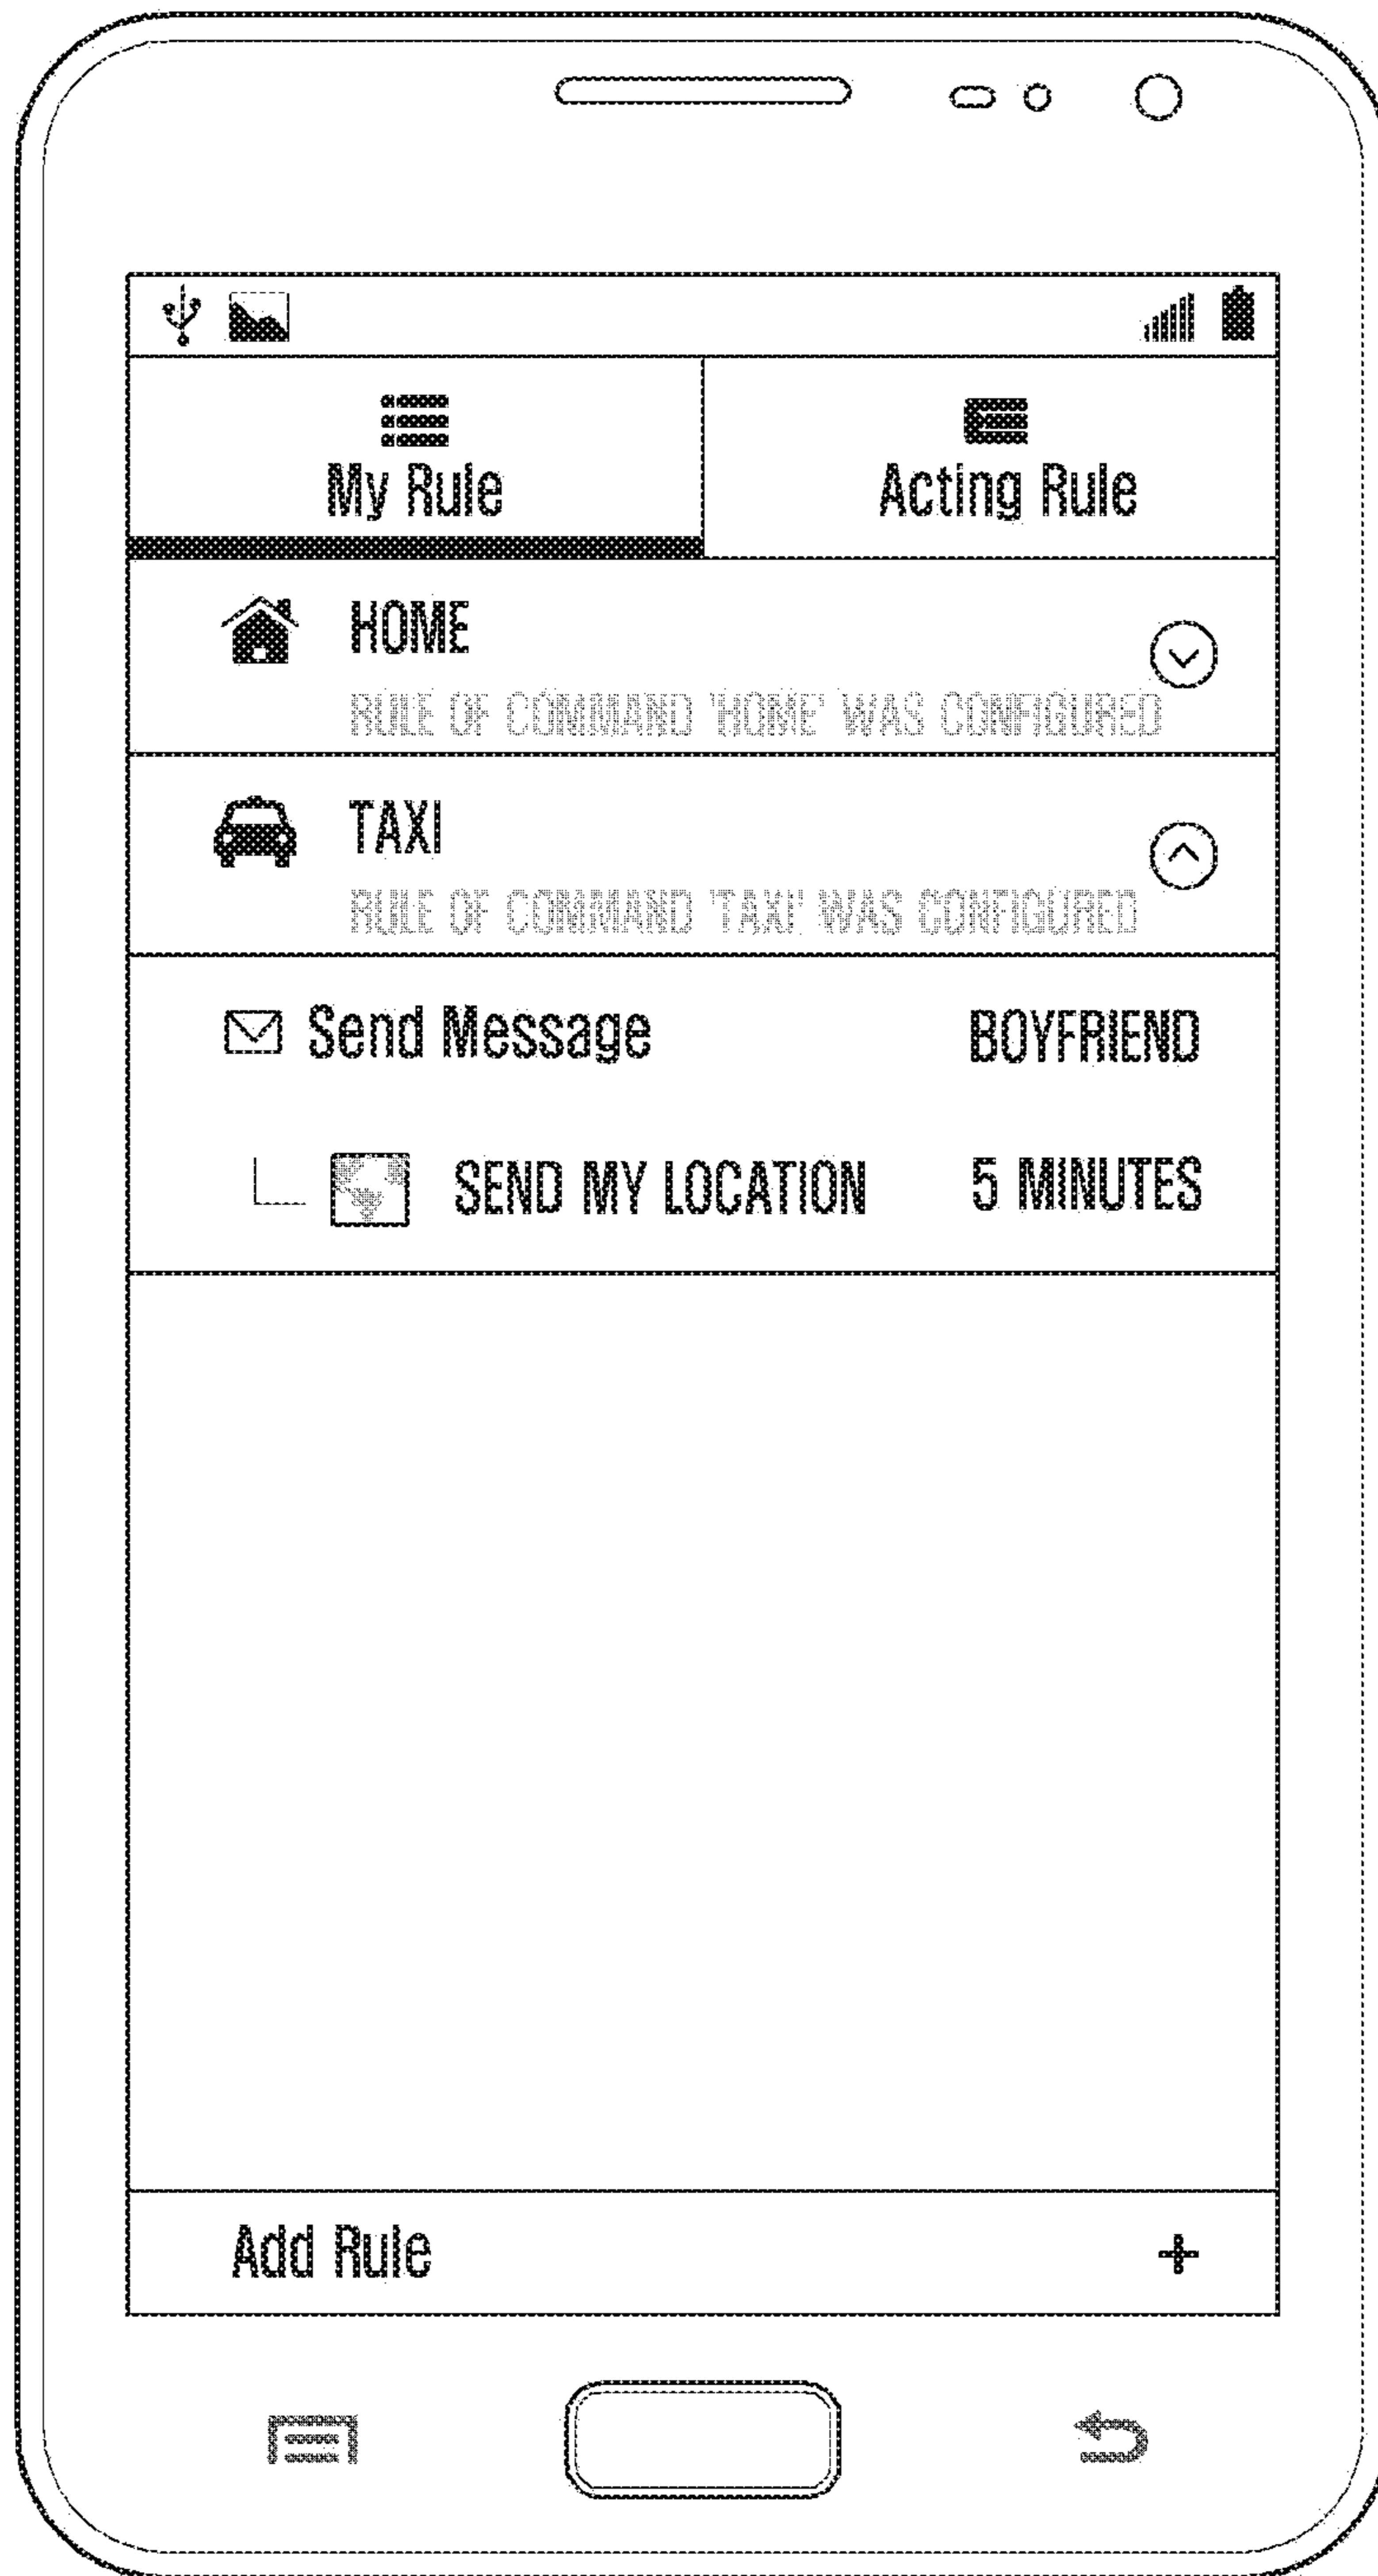 My Rule
Acting Rule
HOME
RULE OF COMMAND 'HOME' WAS CONFIGURED
TAXI
RULE OF COMMAND 'TAXI' WAS CONFIGURED
Send Message BOYFRIEND
SEND MY LOCATION 5 MINUTES
Add Rule +